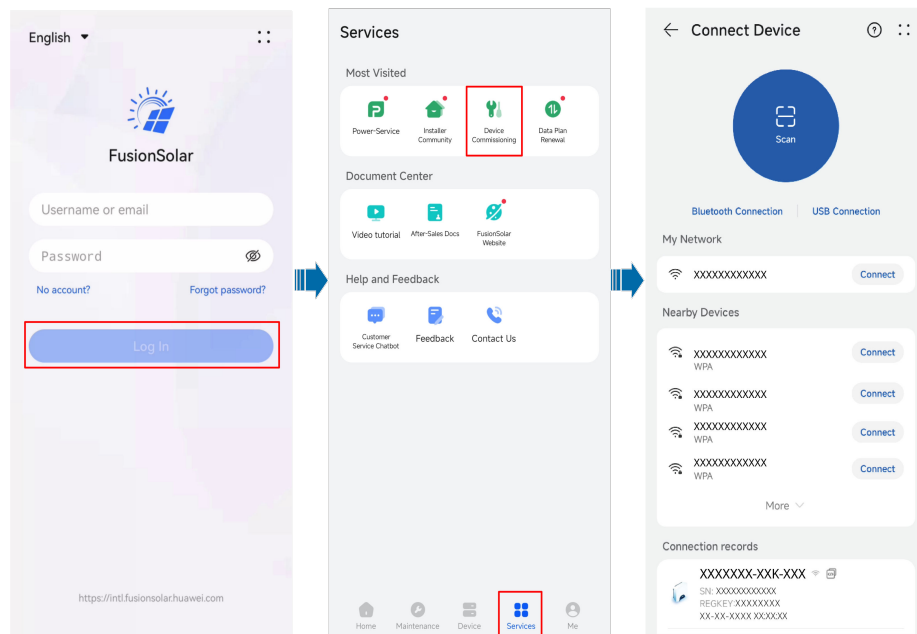 English
FusionSolar
Username or email
Password
No account?
Forgot password?
Log In
https://intl.fusionsolar.huawei.com
Services
Most Visited
Power-Service
Installer
Community
Device
Commissioning
Data Plan
Renewal
Document Center
Video tutorial
After-Sales Docs
FusionSolar
Website
Help and Feedback
Customer
Service Chatbot
Feedback
Contact Us
Home
Maintenance
Device
Services
Me
Connect Device
Scan
Bluetooth Connection
USB Connection
My Network
XXXXXXXXXXXX
Connect
Nearby Devices
XXXXXXXXXXXX
WPA
Connect
XXXXXXXXXXXX
WPA
Connect
XXXXXXXXXXXX
WPA
Connect
XXXXXXXXXXXX
WPA
Connect
More
Connection records
XXXXXXX-XXK-XXX
SN: XXXXXXXXXXXX
REGKEY:XXXXXXXX
XX-XX-XXXX XX:XX:XX